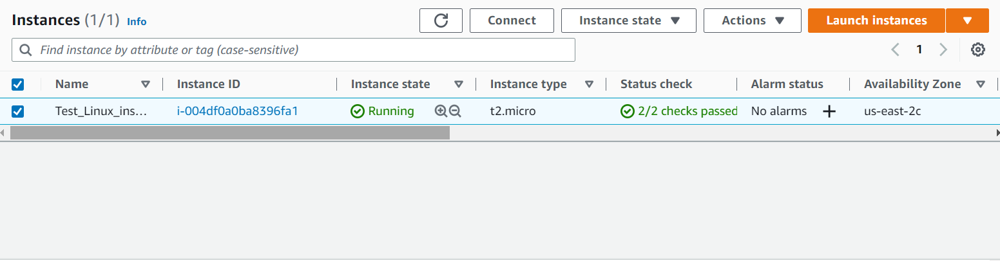 Instances (1/1) Info Connect Instance state Actions Launch instances
Find instance by attribute or tag (case-sensitive) 1
Name Instance ID Instance state Instance type Status check Alarm status Availability Zone
Test_Linux_ins... i-004df0a0ba8396fa1 Running t2.micro 2/2 checks passed No alarms + us-east-2c